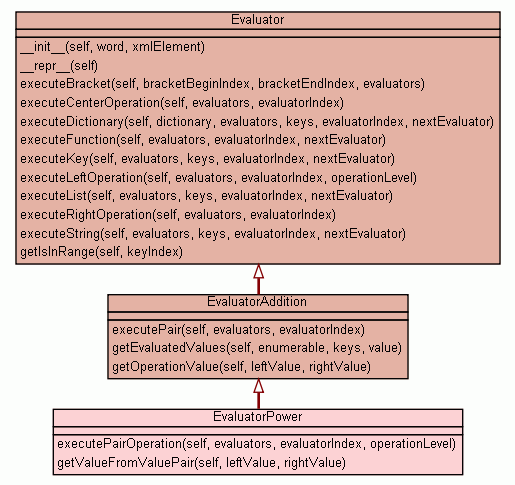 Evaluator
__init__(self, word, xmlElement)
__repr__(self)
executeBracket(self, bracketBeginIndex, bracketEndIndex, evaluators)
executeCenterOperation(self, evaluators, evaluatorIndex)
executeDictionary(self, dictionary, evaluators, keys, evaluatorIndex, nextEvaluator)
executeFunction(self, evaluators, evaluatorIndex, nextEvaluator)
executeKey(self, evaluators, keys, evaluatorIndex, nextEvaluator)
executeLeftOperation(self, evaluators, evaluatorIndex, operationLevel)
executeList(self, evaluators, keys, evaluatorIndex, nextEvaluator)
executeRightOperation(self, evaluators, evaluatorIndex)
executeString(self, evaluators, keys, evaluatorIndex, nextEvaluator)
getIsInRange(self, keyIndex)
EvaluatorAddition
executePair(self, evaluators, evaluatorIndex)
getEvaluatedValues(self, enumerable, keys, value)
getOperationValue(self, leftValue, rightValue)
EvaluatorPower
executePairOperation(self, evaluators, evaluatorIndex, operationLevel)
getValueFromValuePair(self, leftValue, rightValue)